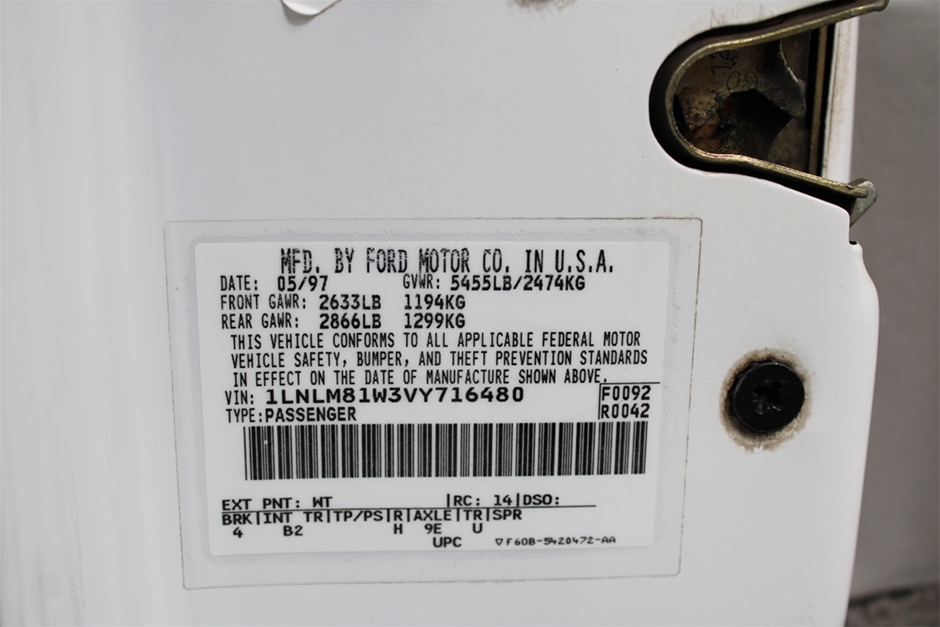 MFD. BY FORD MOTOR CO. IN U.S.A.
DATE: 05/97 GVWR: 5455LB/2474KG
FRONT GAWR: 2633LB 1194KG
REAR GAWR: 2866LB 1299KG
THIS VEHICLE CONFORMS TO ALL APPLICABLE FEDERAL MOTOR
VEHICLE SAFETY, BUMPER, AND THEFT PREVENTION STANDARDS
IN EFFECT ON THE DATE OF MANUFACTURE SHOWN ABOVE.
VIN: 1LNLM81W3VY716480 F0092
TYPE: PASSENGER R0042
EXT PNT: WT RC: 14 DSO:
BRK INT TR TP/PS R AXLE TR SPR
4 B2 H 9E U
UPC ▽F60B-5420472-AA